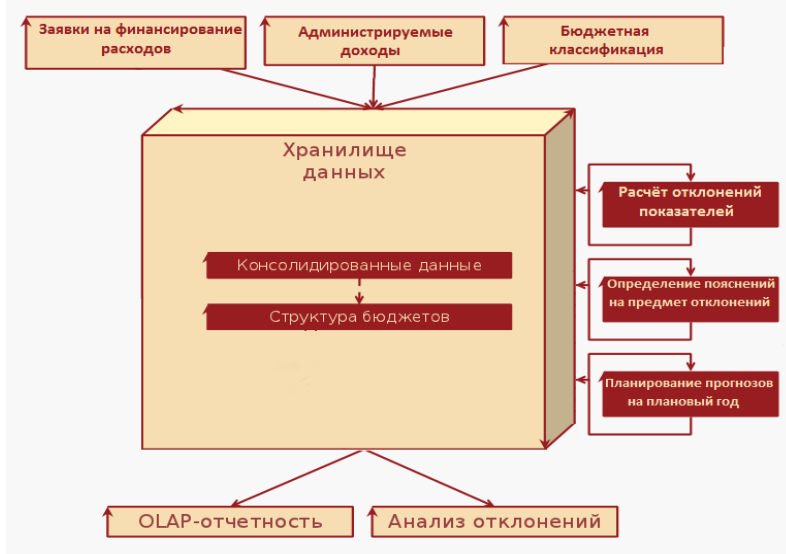 Заявки на финансирование
расходов
Администрируемые
доходы
Бюджетная
классификация
Хранилище
данных
Консолидированные данные
Структура бюджетов
Расчёт отклонений
показателей
Определение пояснений
на предмет отклонений
Планирование прогнозов
на плановый год
OLAP-отчетность
Анализ отклонений